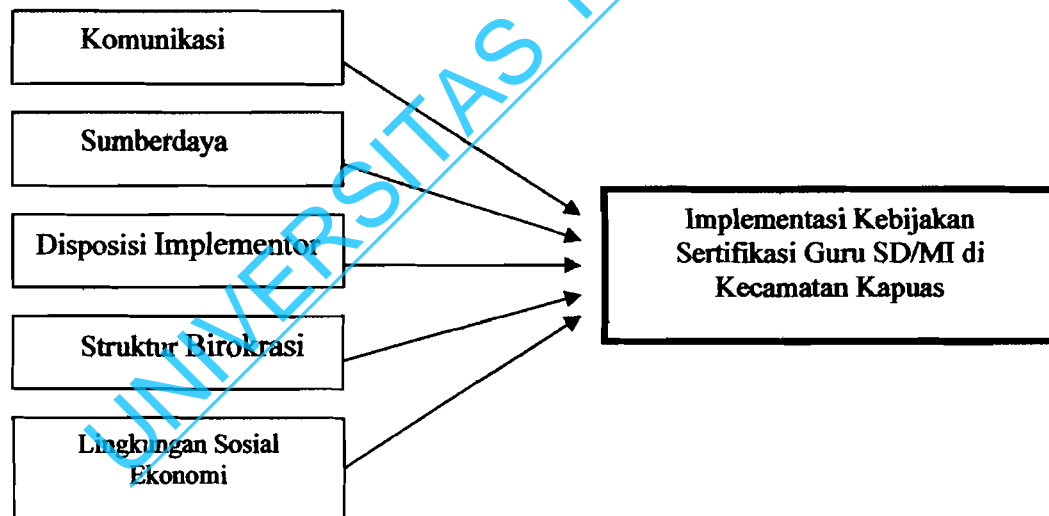 Komunikasi
Sumberdaya
Disposisi Implementor
Struktur Birokrasi
Lingkungan Sosial
Ekonomi
Implementasi Kebijakan
Sertifikasi Guru SD/MI di
Kecamatan Kapuas
UNIVERSITAS